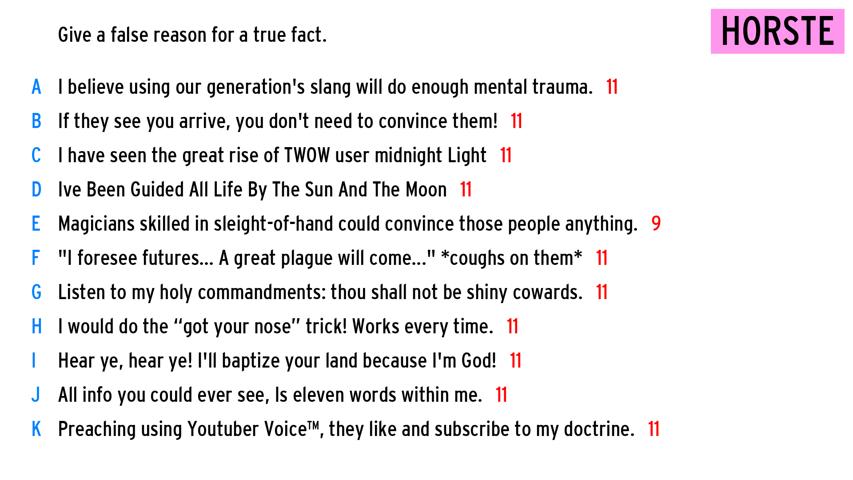 Give a false reason for a true fact.
HORSTE
A I believe using our generation's slang will do enough mental trauma. 11
B If they see you arrive, you don't need to convince them! 11
C I have seen the great rise of TWOW user midnight Light 11
D Ive Been Guided All Life By The Sun And The Moon 11
E Magicians skilled in sleight-of-hand could convince those people anything. 9
F "I foresee futures... A great plague will come..." *coughs on them* 11
G Listen to my holy commandments: thou shall not be shiny cowards. 11
H I would do the “got your nose” trick! Works every time. 11
I Hear ye, hear ye! I'll baptize your land because I'm God! 11
J All info you could ever see, Is eleven words within me. 11
K Preaching using Youtuber Voice™, they like and subscribe to my doctrine. 11